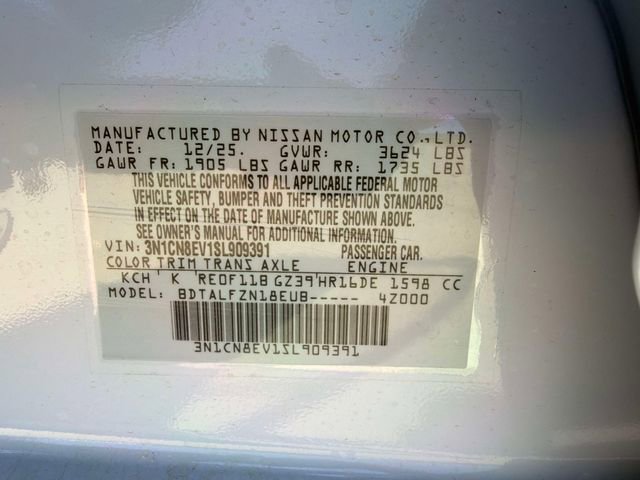 MANUFACTURED BY NISSAN MOTOR CO., LTD.
DATE: 12/25. GVWR: 3624 LBS
GAWR FR: 1905 LBS GAWR RR: 1735 LBS
THIS VEHICLE CONFORMS TO ALL APPLICABLE FEDERAL MOTOR
VEHICLE SAFETY, BUMPER AND THEFT PREVENTION STANDARDS
IN EFFECT ON THE DATE OF MANUFACTURE SHOWN ABOVE.
SEE OWNER'S MANUAL FOR ADDITIONAL INFORMATION.
VIN: 3N1CN8EV1SL909391 PASSENGER CAR.
COLOR TRIM TRANS AXLE ENGINE
KCH K RE0F11B GZ39 HR16DE 1598 CC
MODEL: BDTALFZN18EUB----- 4Z000
3N1CN8EV1SL909391